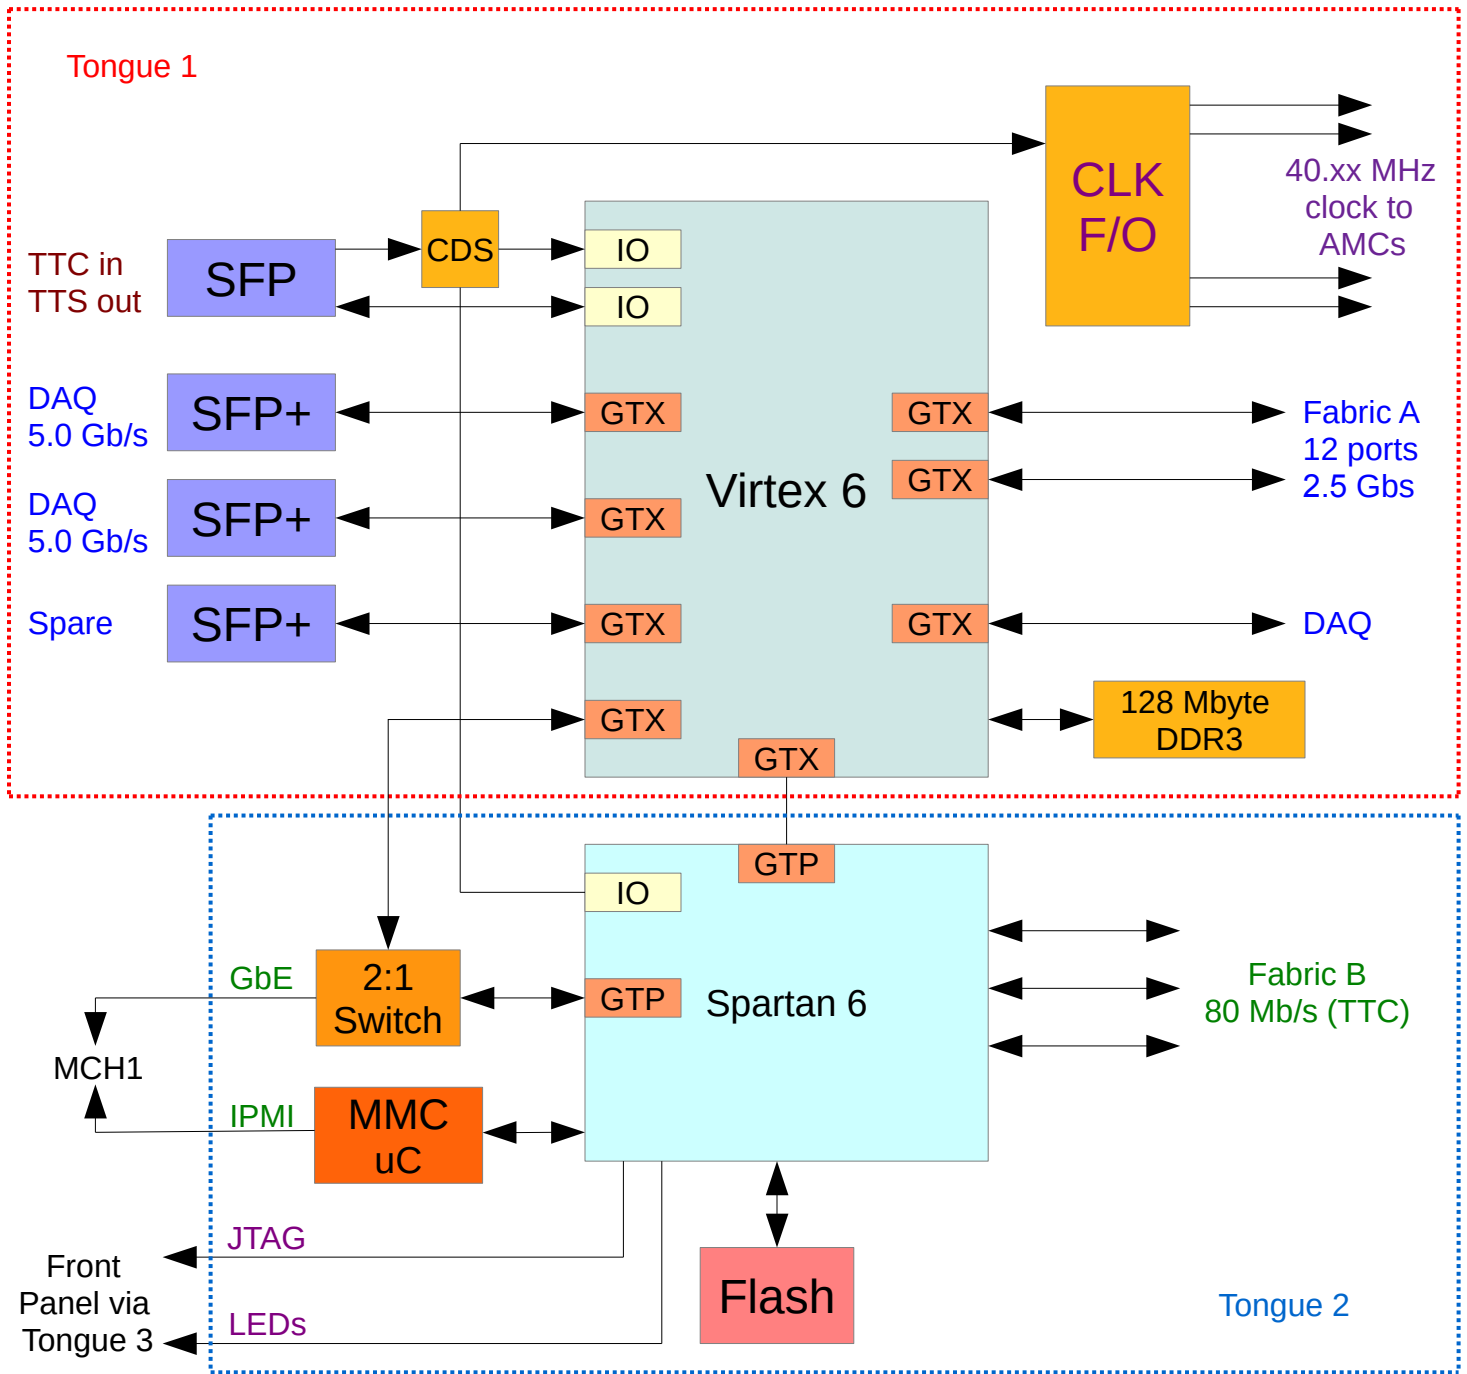 Tongue 1
CLK
F/O
40.xx MHz
clock to
AMCs
TTC in
TTS out
SFP
CDS
IO
IO
DAQ
5.0 Gb/s
SFP+
GTX
GTX
Fabric A
12 ports
2.5 Gbs
GTX
Virtex 6
DAQ
5.0 Gb/s
SFP+
GTX
Spare
SFP+
GTX
GTX
DAQ
GTX
GTX
128 Mbyte
DDR3
GTP
IO
GbE
2:1
Switch
GTP
Spartan 6
Fabric B
80 Mb/s (TTC)
MCH1
IPMI
MMC
uC
JTAG
Front
Panel via
Tongue 3
LEDs
Flash
Tongue 2